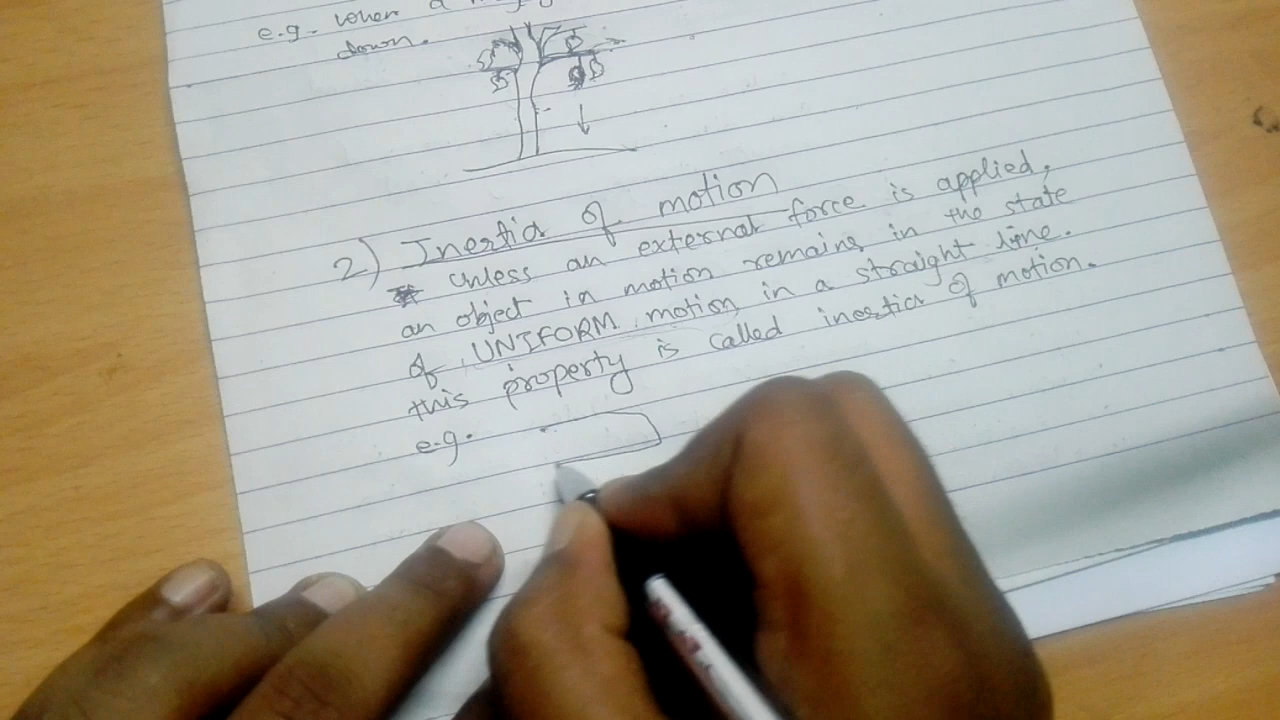 e.g. when a
down.
2) Inertia of motion
unless an external force is applied,
an object in motion remains in the state
of UNIFORM motion in a straight line.
this property is called inertia of motion.
e.g.